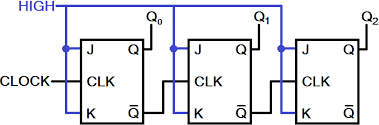 HIGH Q0 Q1 Q2
J Q J Q J Q
CLOCK CLK CLK CLK
K Q̅ K Q̅ K Q̅